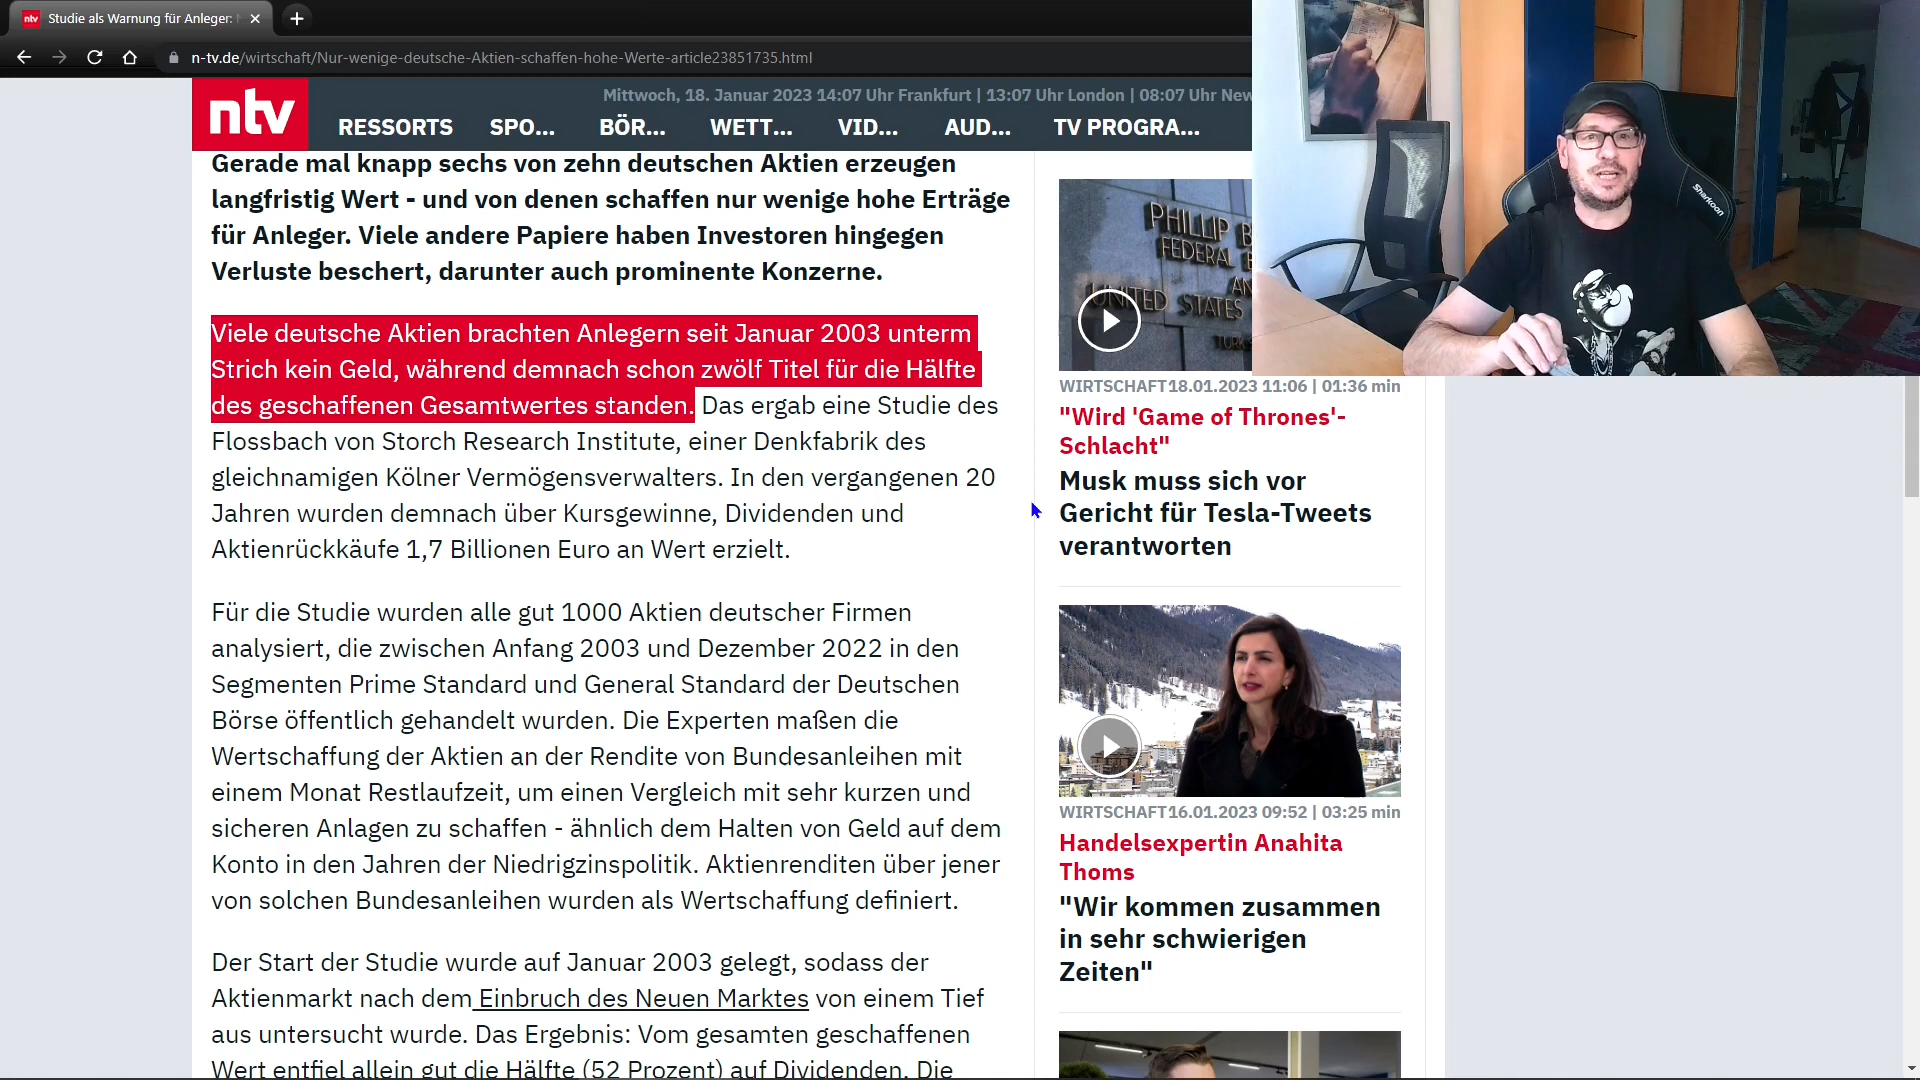 ntv Studie als Warnung für Anleger:
n-tv.de/wirtschaft/Nur-wenige-deutsche-Aktien-schaffen-hohe-Werte-article23851735.html
ntv
Mittwoch, 18. Januar 2023 14:07 Uhr Frankfurt | 13:07 Uhr London | 08:07 Uhr New
RESSORTS SPO... BÖR... WETT... VID... AUD... TV PROGRA...
Gerade mal knapp sechs von zehn deutschen Aktien erzeugen
langfristig Wert - und von denen schaffen nur wenige hohe Erträge
für Anleger. Viele andere Papiere haben Investoren hingegen
Verluste beschert, darunter auch prominente Konzerne.
Viele deutsche Aktien brachten Anlegern seit Januar 2003 unterm
Strich kein Geld, während demnach schon zwölf Titel für die Hälfte
des geschaffenen Gesamtwertes standen. Das ergab eine Studie des
Flossbach von Storch Research Institute, einer Denkfabrik des
gleichnamigen Kölner Vermögensverwalters. In den vergangenen 20
Jahren wurden demnach über Kursgewinne, Dividenden und
Aktienrückkäufe 1,7 Billionen Euro an Wert erzielt.
Für die Studie wurden alle gut 1000 Aktien deutscher Firmen
analysiert, die zwischen Anfang 2003 und Dezember 2022 in den
Segmenten Prime Standard und General Standard der Deutschen
Börse öffentlich gehandelt wurden. Die Experten maßen die
Wertschaffung der Aktien an der Rendite von Bundesanleihen mit
einem Monat Restlaufzeit, um einen Vergleich mit sehr kurzen und
sicheren Anlagen zu schaffen - ähnlich dem Halten von Geld auf dem
Konto in den Jahren der Niedrigzinspolitik. Aktienrenditen über jener
von solchen Bundesanleihen wurden als Wertschaffung definiert.
Der Start der Studie wurde auf Januar 2003 gelegt, sodass der
Aktienmarkt nach dem Einbruch des Neuen Marktes von einem Tief
aus untersucht wurde. Das Ergebnis: Vom gesamten geschaffenen
Wert entfiel allein gut die Hälfte (52 Prozent) auf Dividenden. Die
PHILLIP B
FEDERAL
AN
UNITED STATES
WIRTSCHAFT 18.01.2023 11:06 | 01:36 min
"Wird 'Game of Thrones'-
Schlacht"
Musk muss sich vor
Gericht für Tesla-Tweets
verantworten
WIRTSCHAFT 16.01.2023 09:52 | 03:25 min
Handelsexpertin Anahita
Thoms
"Wir kommen zusammen
in sehr schwierigen
Zeiten"
Sharkoon